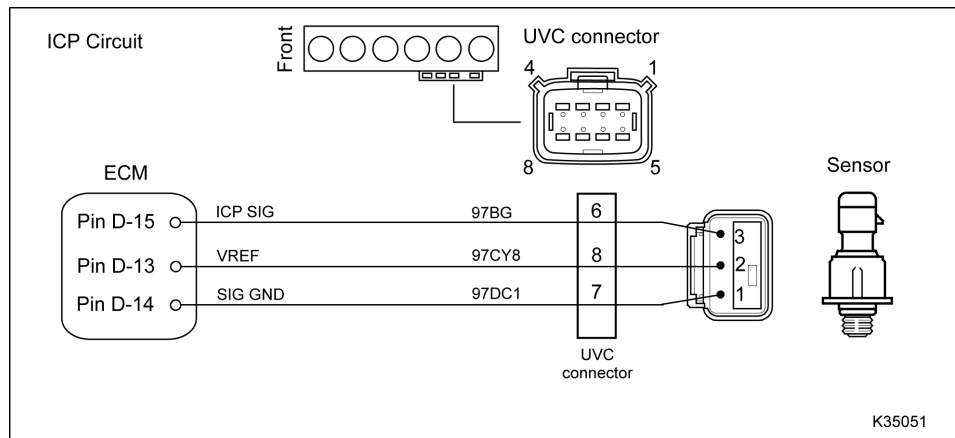 ICP Circuit
Front
UVC connector
4 1
8 5
ECM
Sensor
Pin D-15 ICP SIG 97BG 6 3
Pin D-13 VREF 97CY8 8 2
Pin D-14 SIG GND 97DC1 7 1
UVC
connector
K35051